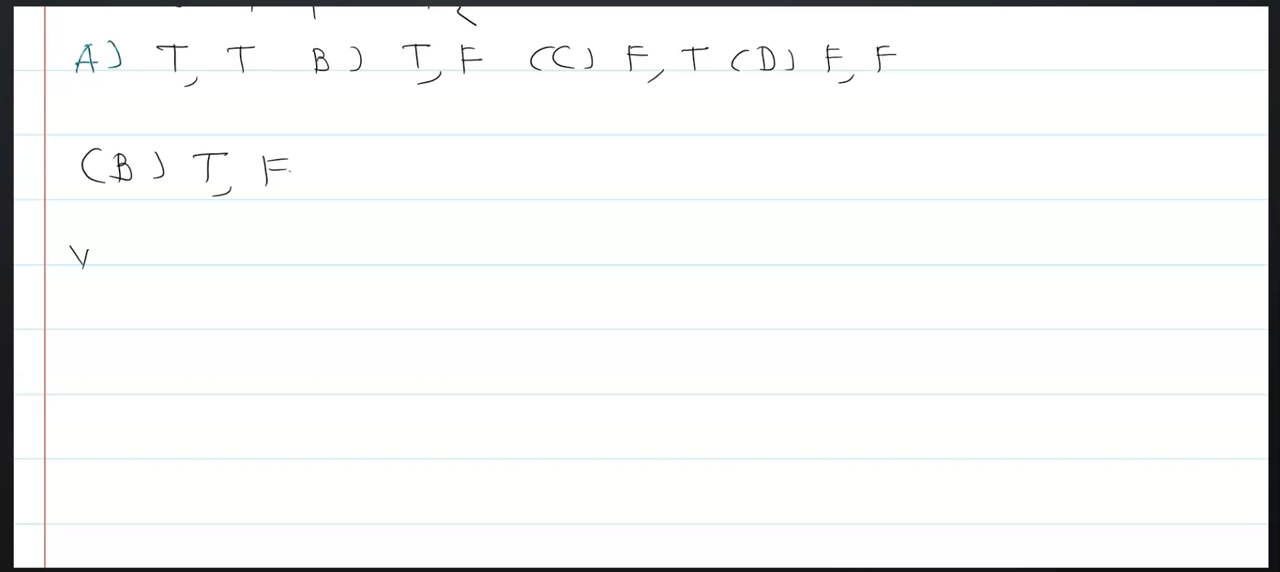 A) T, T B) T, F (C) F, T (D) F, F
(B) T, F